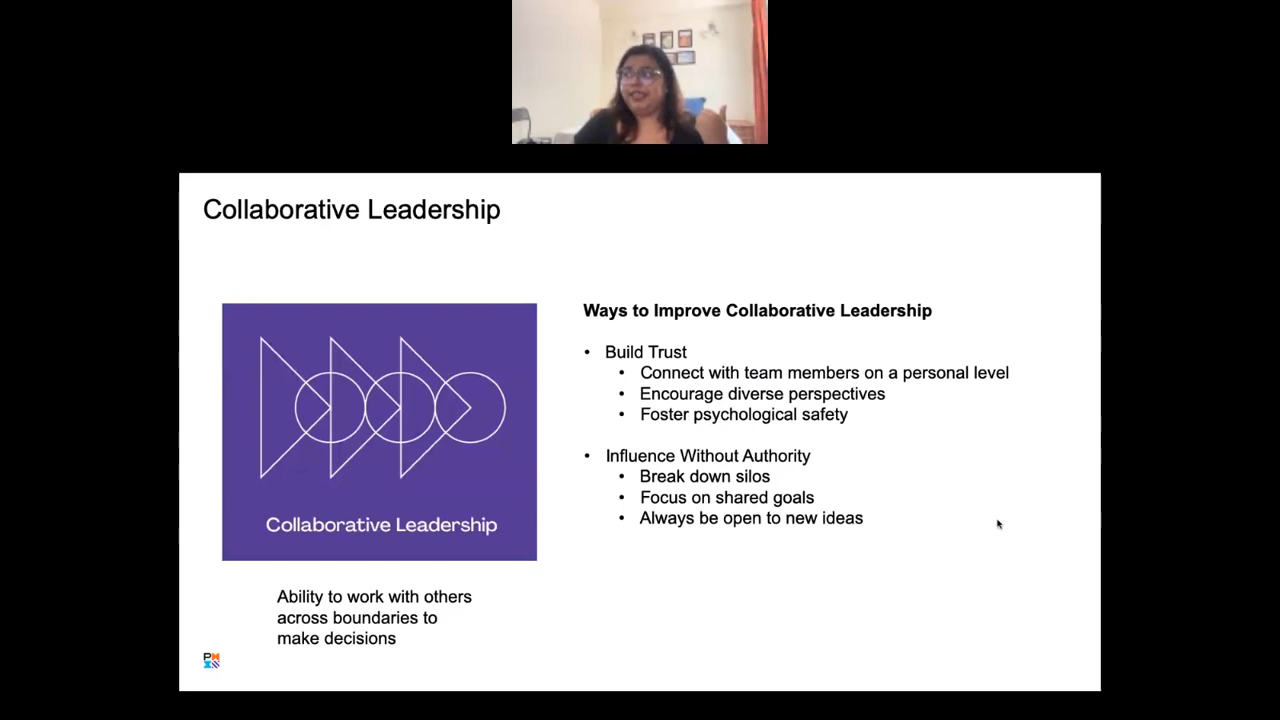 Collaborative Leadership
Collaborative Leadership
Ability to work with others
across boundaries to
make decisions
Ways to Improve Collaborative Leadership
• Build Trust
• Connect with team members on a personal level
• Encourage diverse perspectives
• Foster psychological safety
• Influence Without Authority
• Break down silos
• Focus on shared goals
• Always be open to new ideas